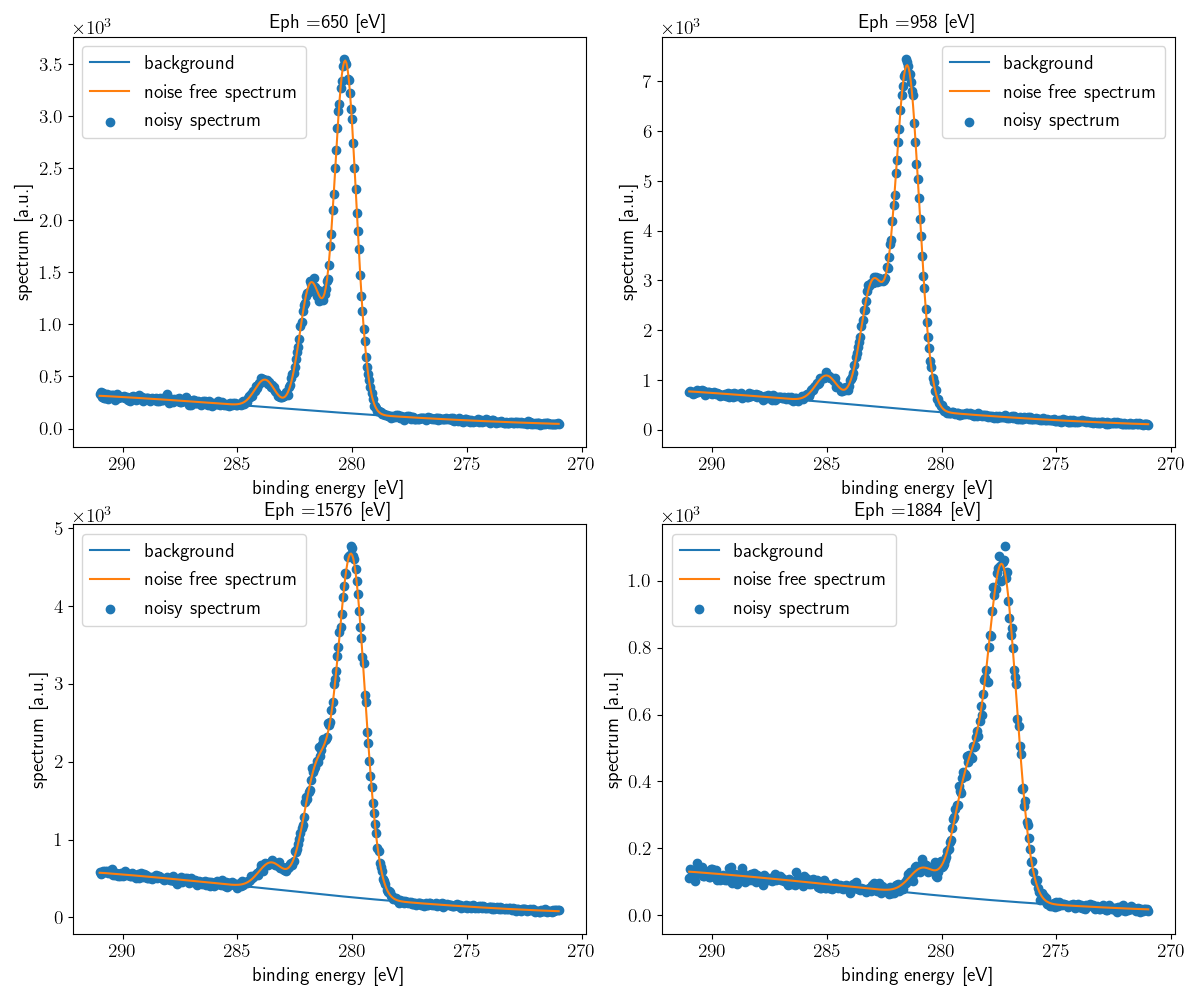 Eph =650 [eV]
×10³
3.5
3.0
2.5
2.0
1.5
1.0
0.5
0.0
spectrum [a.u.]
background
noise free spectrum
noisy spectrum
290
285
280
275
270
binding energy [eV]
Eph =958 [eV]
×10³
7
6
5
4
3
2
1
0
spectrum [a.u.]
background
noise free spectrum
noisy spectrum
290
285
280
275
270
binding energy [eV]
Eph =1576 [eV]
×10³
5
4
3
2
1
0
spectrum [a.u.]
background
noise free spectrum
noisy spectrum
290
285
280
275
270
binding energy [eV]
Eph =1884 [eV]
×10³
1.0
0.8
0.6
0.4
0.2
0.0
spectrum [a.u.]
background
noise free spectrum
noisy spectrum
290
285
280
275
270
binding energy [eV]